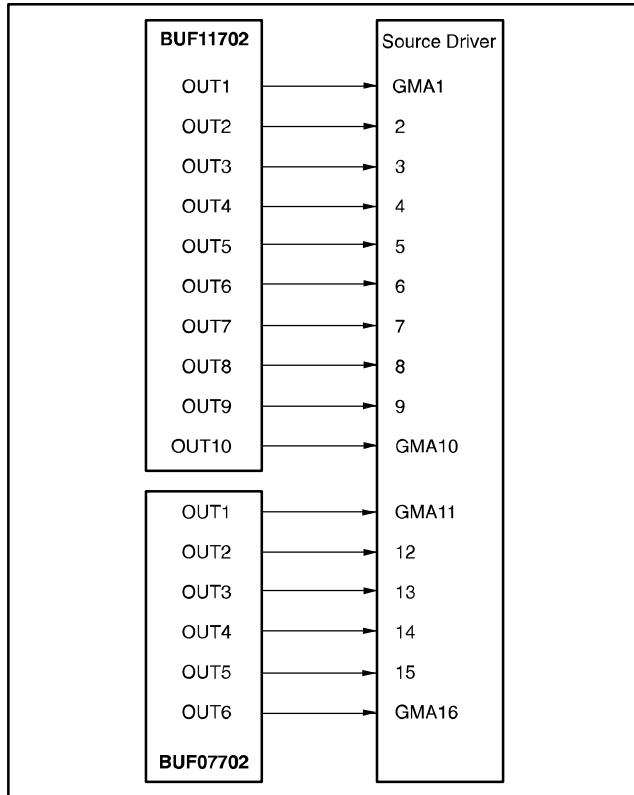 BUF11702 Source Driver
OUT1 GMA1
OUT2 2
OUT3 3
OUT4 4
OUT5 5
OUT6 6
OUT7 7
OUT8 8
OUT9 9
OUT10 GMA10
OUT1 GMA11
OUT2 12
OUT3 13
OUT4 14
OUT5 15
OUT6 GMA16
BUF07702